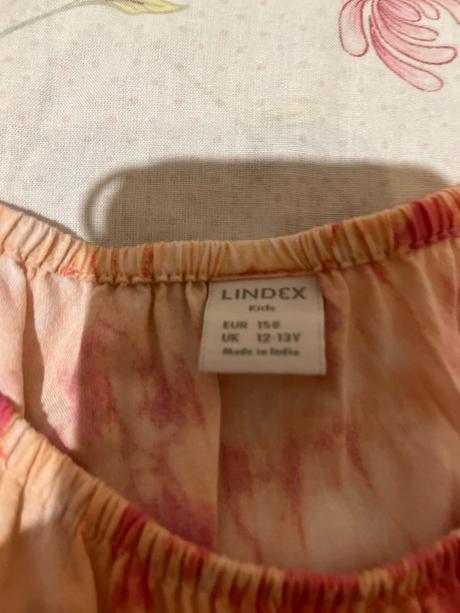 LINDEX
Kids
EUR 158
UK 12-13Y
Made in India